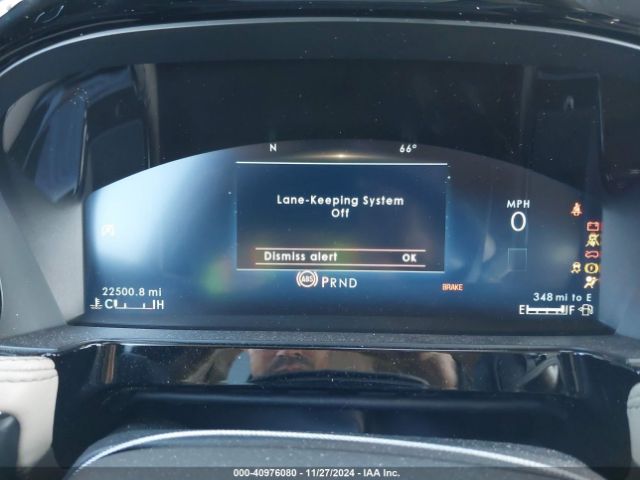 N 66°
Lane-Keeping System
Off
MPH
0
Dismiss alert OK
ABS PRND
BRAKE
22500.8 mi
C H
348 mi to E
E F
000-40976080 • 11/27/2024 • IAA Inc.